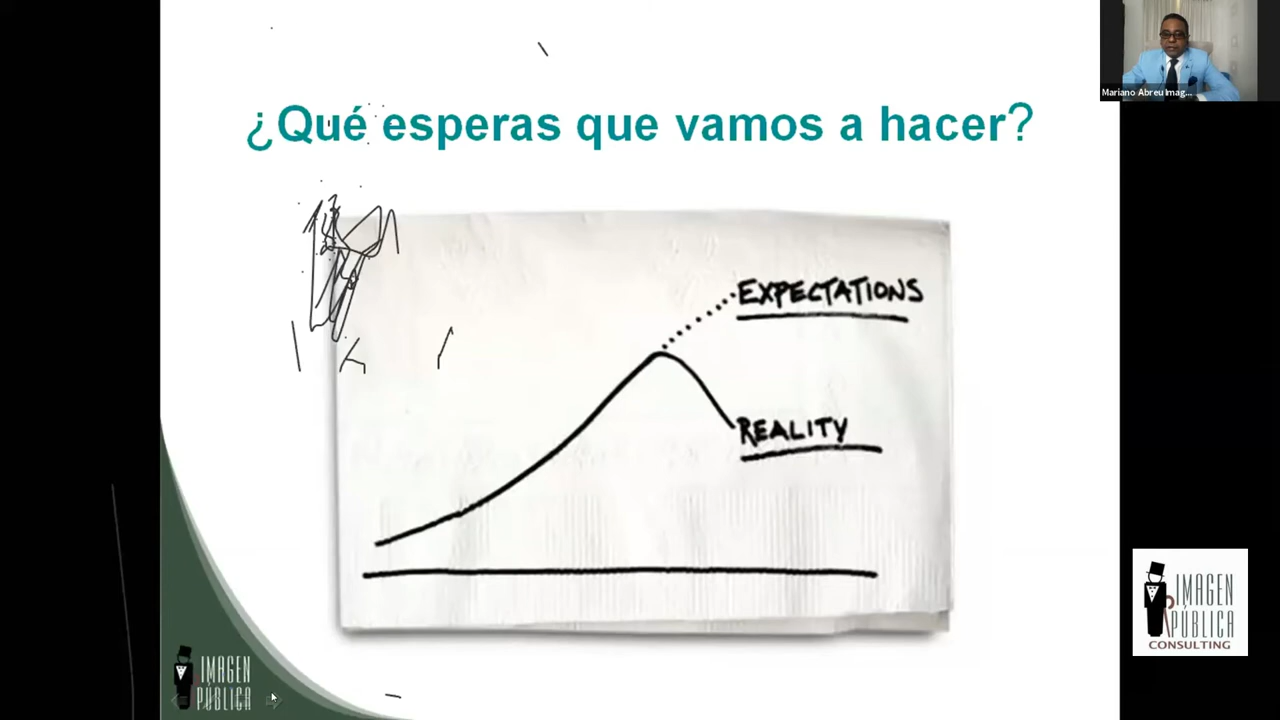 Mariano Abreu Imag...
¿Qué esperas que vamos a hacer?
EXPECTATIONS
REALITY
IMAGEN
PÚBLICA
CONSULTING
IMAGEN
PÚBLICA